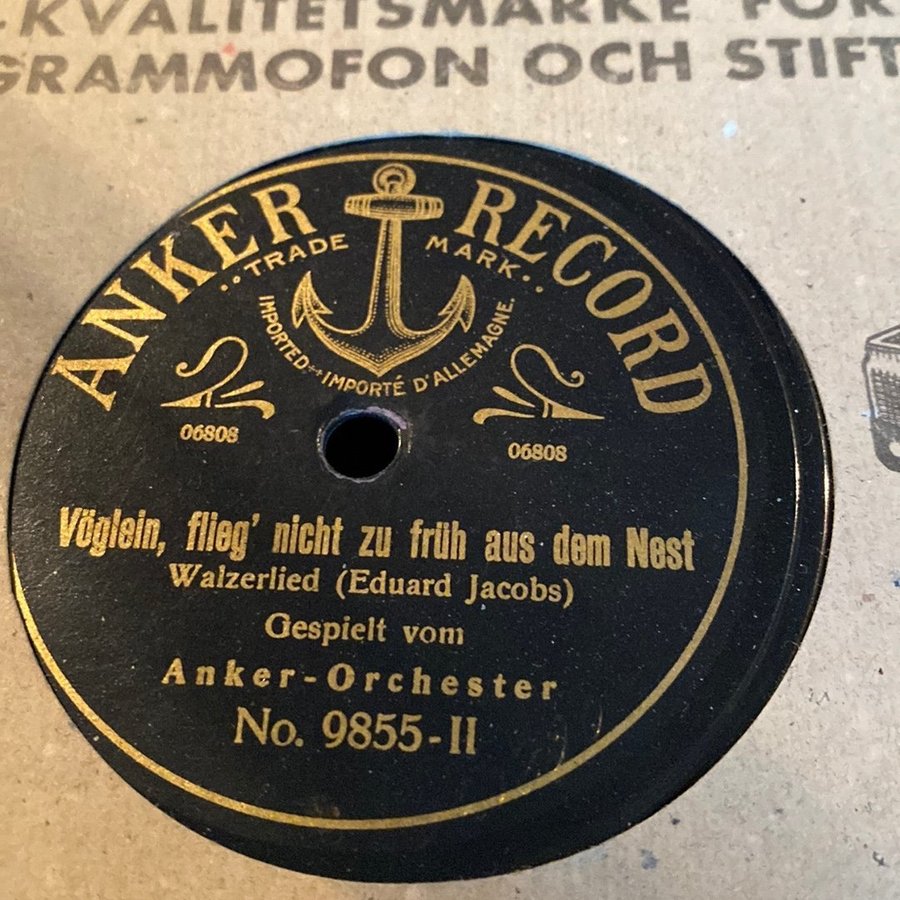 -KVALITETSMÄRKE FÖR
GRAMMOFON OCH STIFT
ANKER RECORD
··TRADE MARK··
IMPORTED··IMPORTÉ D'ALLEMAGNE.
06808 06808
Vöglein, flieg' nicht zu früh aus dem Nest
Walzerlied (Eduard Jacobs)
Gespielt vom
Anker-Orchester
No. 9855-II